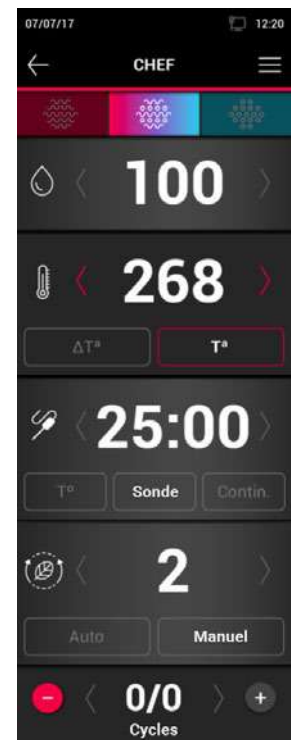 07/07/17 12:20
CHEF
100
268
ΔTª Tª
25:00
Tº Sonde Contin.
2
Auto Manuel
0/0
Cycles